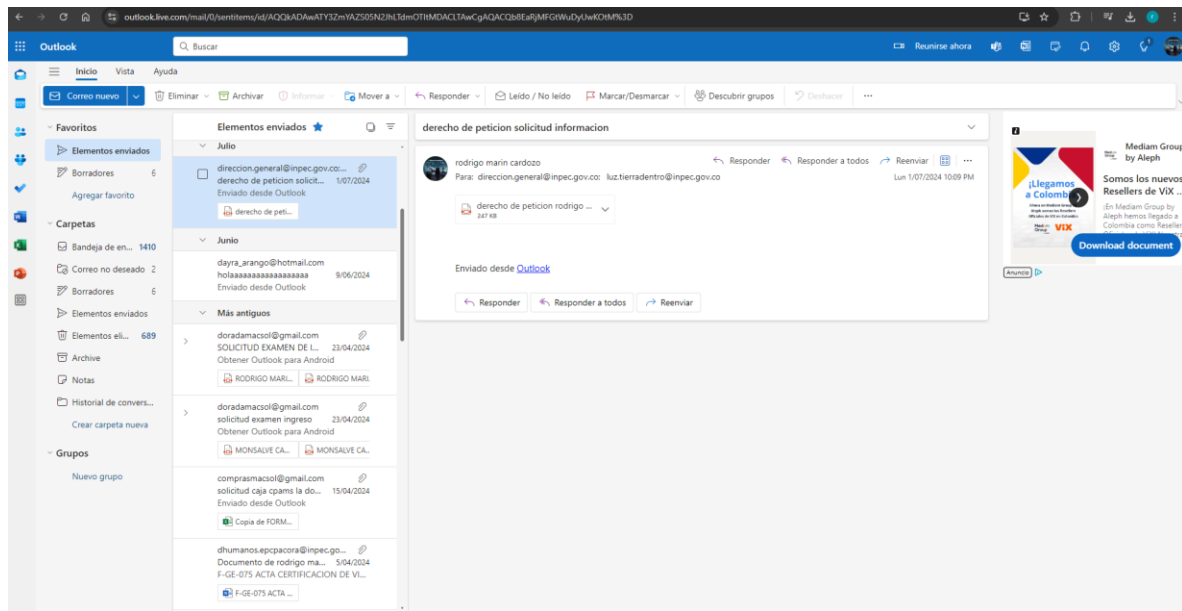 outlook.live.com/mail/0/sentitems/id/AQQkADAwATY3ZmYAZS05N2JhLTdmOTItMDACLTAwCgAQACQb8EaRjMFGtWuDyUwKOtM%3D
Outlook
Buscar
Reunirse ahora
Inicio Vista Ayuda
Correo nuevo
Eliminar
Archivar
Informar
Mover a
Responder
Leído / No leído
Marcar/Desmarcar
Descubrir grupos
Deshacer
Favoritos
Elementos enviados
Borradores 6
Agregar favorito
Carpetas
Bandeja de en... 1410
Correo no deseado 2
Borradores 6
Elementos enviados
Elementos eli... 689
Archive
Notas
Historial de convers...
Crear carpeta nueva
Grupos
Nuevo grupo
Elementos enviados
Julio
direccion.general@inpec.gov.co:...
derecho de peticion solicit... 1/07/2024
Enviado desde Outlook
derecho de peti...
Junio
dayra_arango@hotmail.com
holaaaaaaaaaaaaaaaaaa 9/06/2024
Enviado desde Outlook
Más antiguos
doradamacsol@gmail.com
SOLICITUD EXAMEN DE I... 23/04/2024
Obtener Outlook para Android
RODRIGO MARI... RODRIGO MARI.
doradamacsol@gmail.com
solicitud examen ingreso 23/04/2024
Obtener Outlook para Android
MONSALVE CA... MONSALVE CA..
comprasmacsol@gmail.com
solicitud caja cpams la do... 15/04/2024
Enviado desde Outlook
Copia de FORM...
dhumanos.epcpacora@inpec.go...
Documento de rodrigo ma... 5/04/2024
F-GE-075 ACTA CERTIFICACION DE VI...
F-GE-075 ACTA ...
derecho de peticion solicitud informacion
rodrigo marin cardozo
Responder Responder a todos Reenviar
Para: direccion.general@inpec.gov.co: luz.tierradentro@inpec.gov.co
Lun 1/07/2024 10:09 PM
derecho de peticion rodrigo ...
247 KB
Enviado desde Outlook
Responder Responder a todos Reenviar
¡Llegamos
a Colombi
ViX
Mediam Group
by Aleph
Somos los nuevos
Resellers de ViX ..
¡En Mediam Group by
Aleph hemos llegado a
Colombia como Reseller
Download document
Anuncio